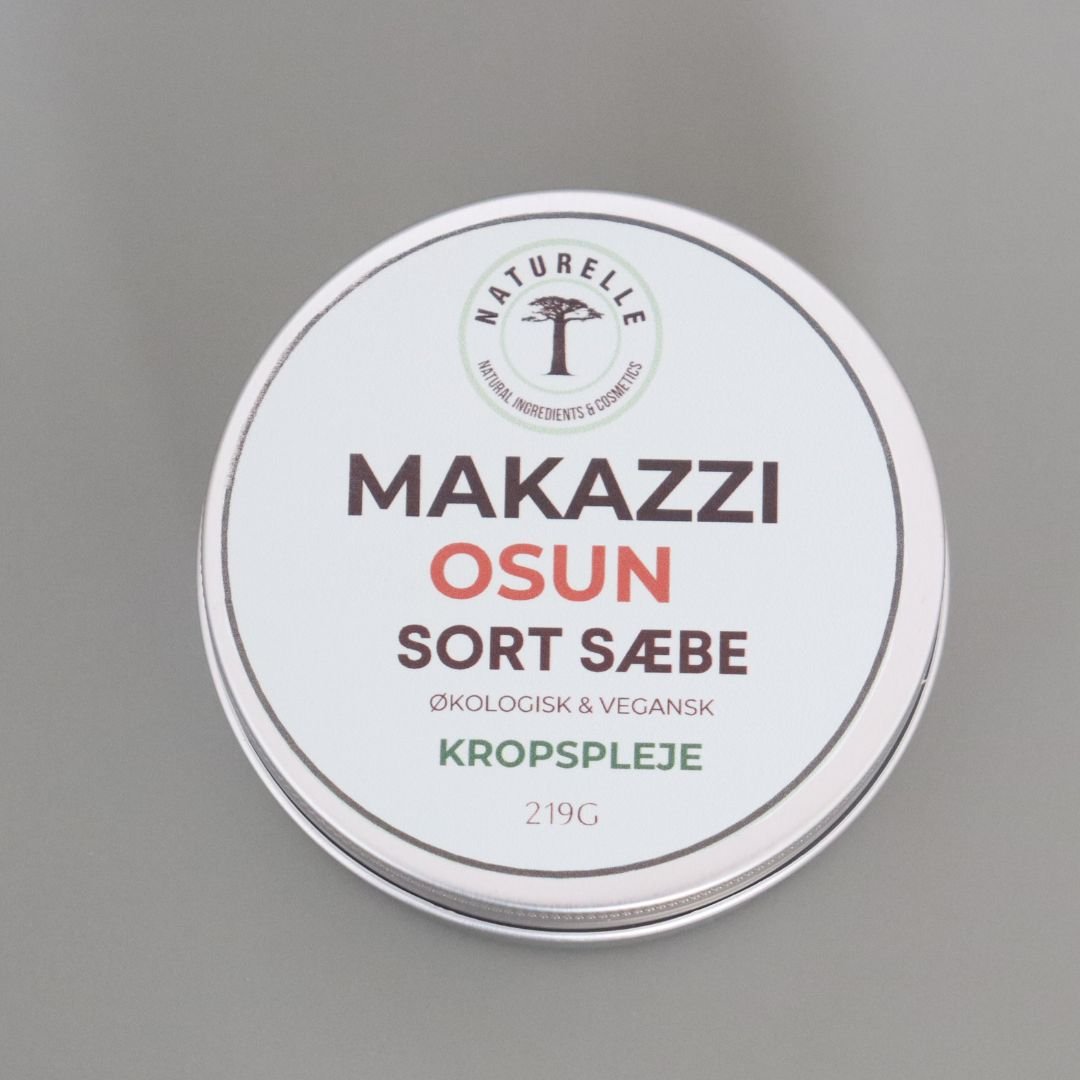 NATURELLE
NATURAL INGREDIENTS & COSMETICS
MAKAZZI
OSUN
SORT SÆBE
ØKOLOGISK & VEGANSK
KROPSPLEJE
219G